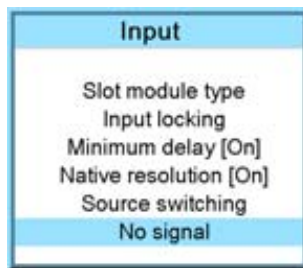 Input
Slot module type
Input locking
Minimum delay [On]
Native resolution [On]
Source switching
No signal